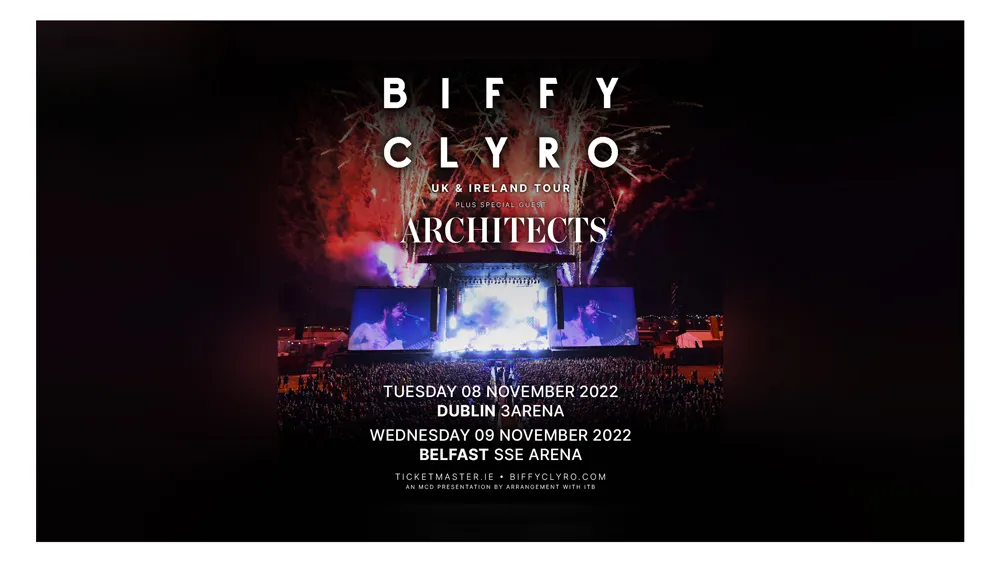 BIFFY
CLYRO
UK & IRELAND TOUR
PLUS SPECIAL GUEST
ARCHITECTS
TUESDAY 08 NOVEMBER 2022
DUBLIN 3ARENA
WEDNESDAY 09 NOVEMBER 2022
BELFAST SSE ARENA
TICKETMASTER.IE • BIFFYCLYRO.COM
AN MCD PRESENTATION BY ARRANGEMENT WITH ITB